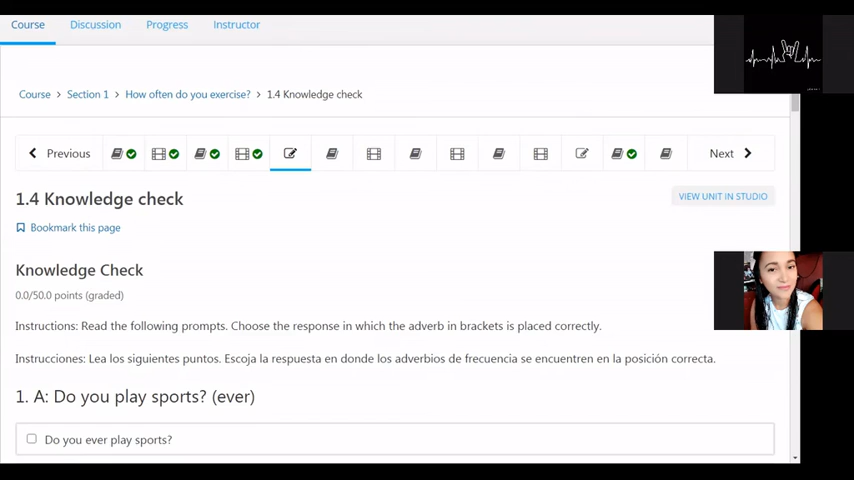 Course Discussion Progress Instructor
Course > Section 1 > How often do you exercise? > 1.4 Knowledge check
Previous Next
1.4 Knowledge check
VIEW UNIT IN STUDIO
Bookmark this page
Knowledge Check
0.0/50.0 points (graded)
Instructions: Read the following prompts. Choose the response in which the adverb in brackets is placed correctly.
Instrucciones: Lea los siguientes puntos. Escoja la respuesta en donde los adverbios de frecuencia se encuentren en la posición correcta.
1. A: Do you play sports? (ever)
Do you ever play sports?